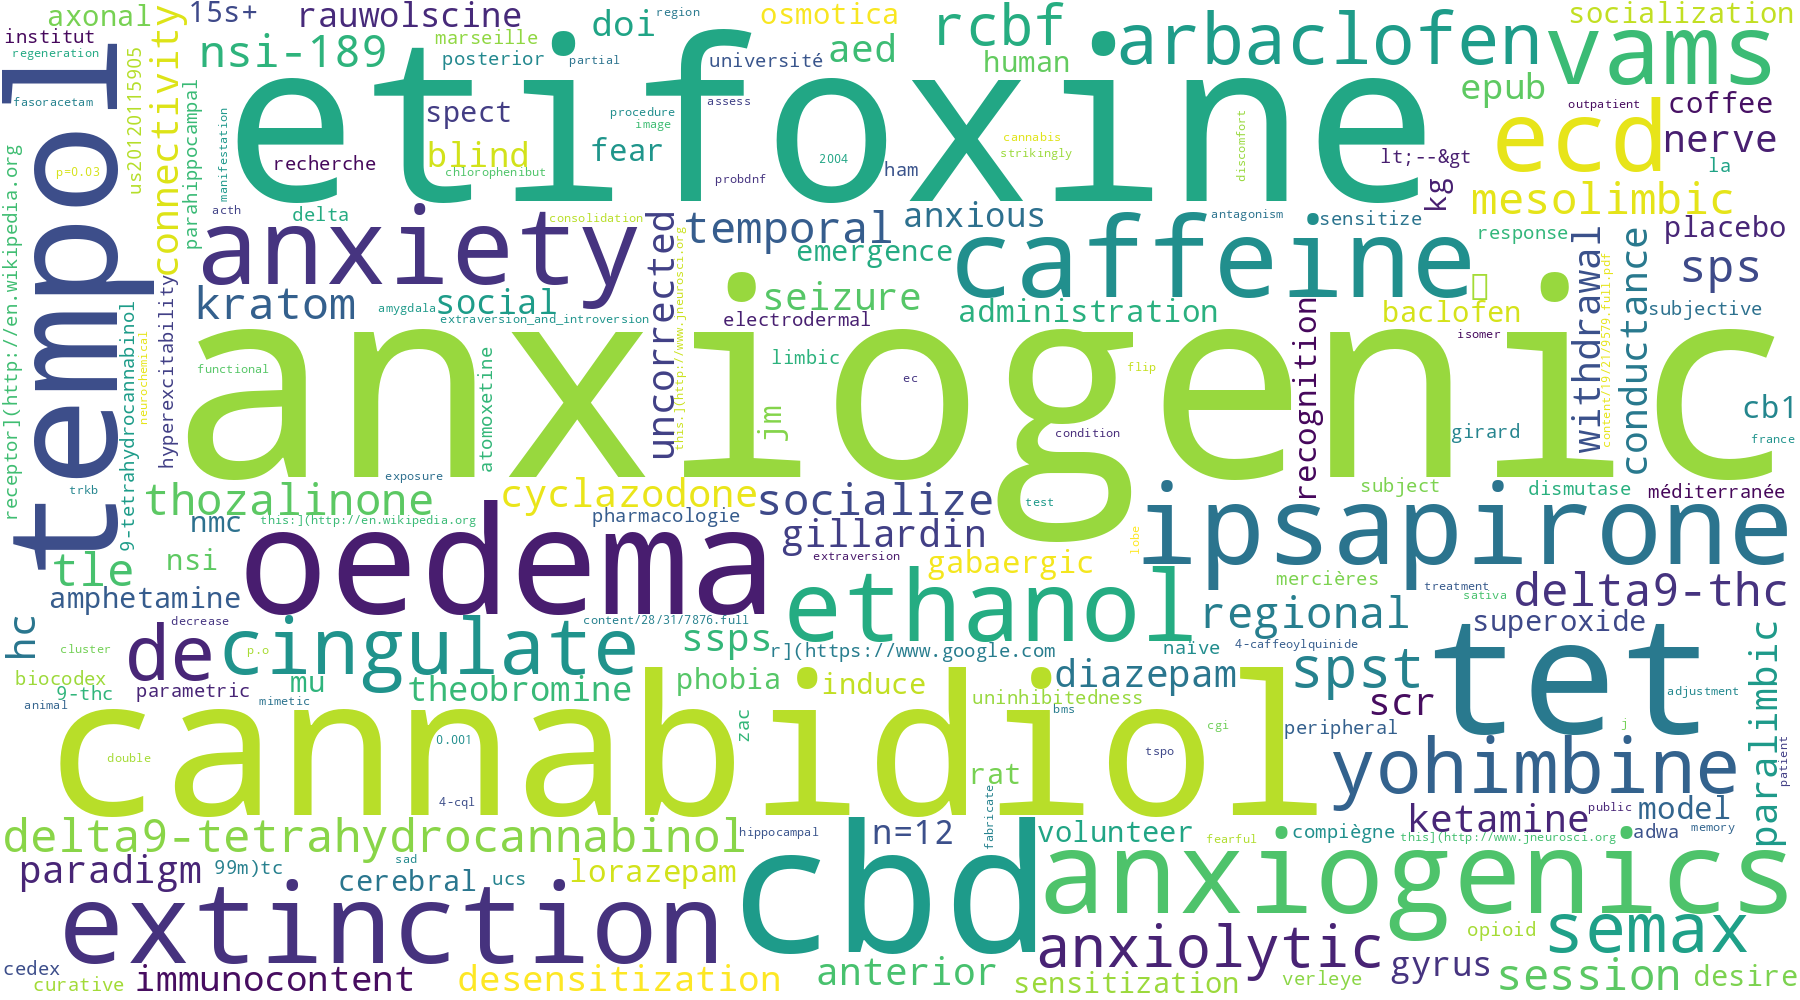 axonal
15s+
rauwolscine
doi
region
osmotica
rcbf
arbaclofen
socialization
institut
regeneration
nsi-189
marseille
posterior
partial
université
aed
human
vams
epub
outpatient
coffee
fasoracetam
tempol
us20120115905
connectivity
parahippocampal
manifestation
etifoxine
spect
procedure
image
assess
cannabis
strikingly
discomfort
ecd
nerve
recherche
blind
chlorophenibut
fear
2004
probdnf
ham
lt;--&gt
kg
la
p=0.03
mesolimbic
receptor](http://en.wikipedia.org
acth
delta
consolidation
temporal
anxious
antagonism
sensitize
response
placebo
anxiety
uncorrected
this,](http://www.jneurosci.org
emergence
caffeine
withdrawal
content/19/21/9579.full.pdf
conductance
sps
kratom
amygdala
social
extraversion_and_introversion
seizure
electrodermal
administration
recognition
baclofen
isomer
subjective
9-tetrahydrocannabinol
neurochemical
hyperexcitability
functional
anxiogenic
atomoxetine
limbic
ec
flip
jm
condition
girard
cb1
france
trkb
exposure
thozalinone
cyclazodone
socialize
test
subject
dismutase
méditerranée
nmc
this:](http://en.wikipedia.org
pharmacologie
gillardin
lobe
ipsapirone
tle
nsi
oedema
extraversion
gabaergic
mercières
treatment
sativa
delta9-thc
amphetamine
ethanol
regional
superoxide
hc
decrease
content/28/31/7876.full
cluster
de
cingulate
p.o
ssps
r](https://www.google.com
naïve
4-caffeoylquinide
spst
tet
paralimbic
biocodex
9-thc
parametric
mu
theobromine
phobia
induce
diazepam
uninhibitedness
scr
adjustment
animal
mimetic
zac
bms
cgi
peripheral
j
cannabidiol
double
0.001
tspo
yohimbine
patient
rat
4-cql
fabricate
ketamine
public
model
memory
delta9-tetrahydrocannabinol
hippocampal
n=12
volunteer
fearful
compiègne
this](http://www.jneurosci.org
adwa
paradigm
99m)tc
sad
cerebral
ucs
lorazepam
cbd
anxiogenics
extinction
opioid
semax
anxiolytic
gyrus
cedex
curative
immunocontent
desensitization
anterior
sensitization
verleye
session
desire